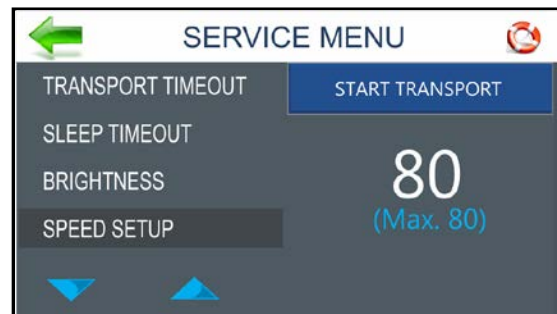 SERVICE MENU
TRANSPORT TIMEOUT
SLEEP TIMEOUT
BRIGHTNESS
SPEED SETUP
START TRANSPORT
80
(Max. 80)